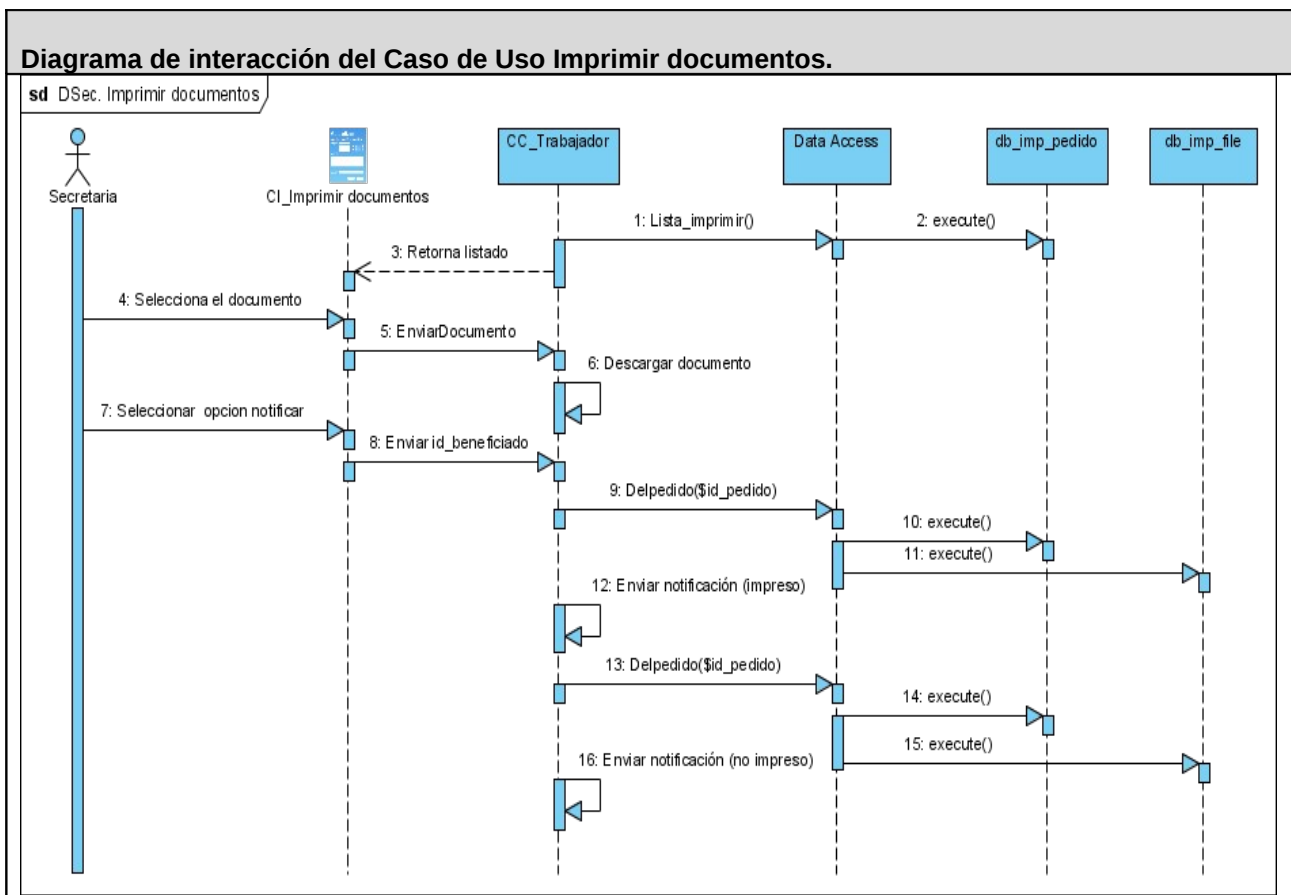 Diagrama de interacción del Caso de Uso Imprimir documentos.
sd DSec. Imprimir documentos
Secretaria
CI_Imprimir documentos
CC_Trabajador
Data Access
db_imp_pedido
db_imp_file
1: Lista_imprimir()
2: execute()
3: Retorna listado
4: Selecciona el documento
5: EnviarDocumento
6: Descargar documento
7: Seleccionar opcion notificar
8: Enviar id_beneficiado
9: Delpedido($id_pedido)
10: execute()
11: execute()
12: Enviar notificación (impreso)
13: Delpedido($id_pedido)
14: execute()
15: execute()
16: Enviar notificación (no impreso)